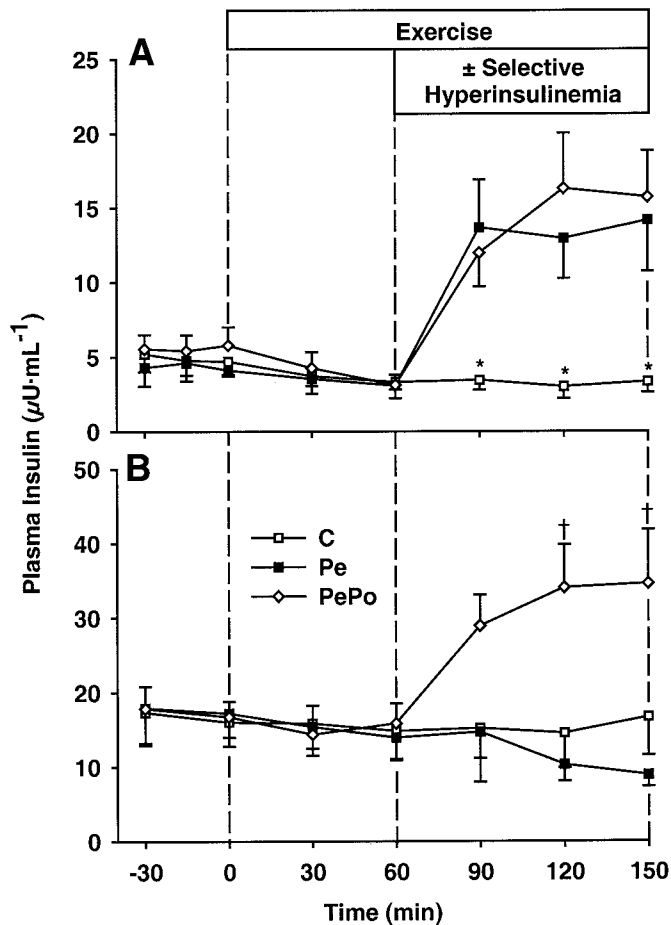 A
Exercise
± Selective
Hyperinsulinemia
25
20
15
10
5
0
*
*
*
Plasma Insulin (µU·mL⁻¹)
B
50
40
30
20
10
0
C
Pe
PePo
†
†
-30
0
30
60
90
120
150
Time (min)